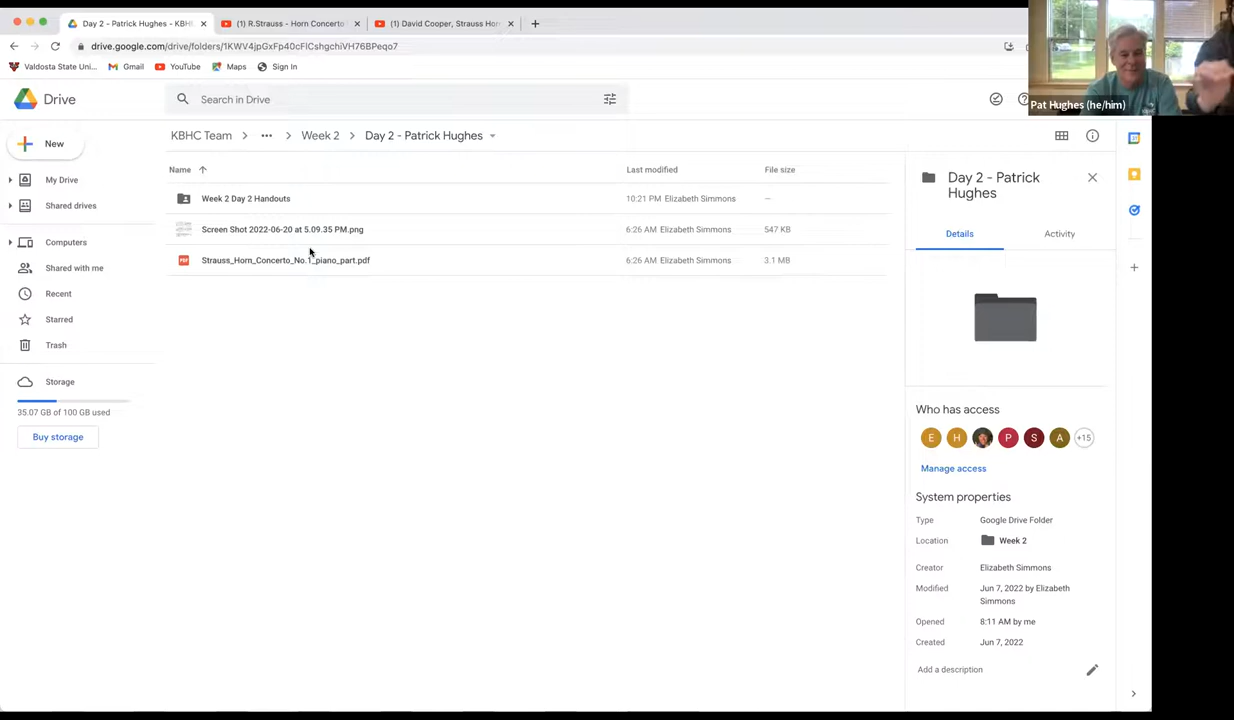 Day 2 - Patrick Hughes - KBH
(1) R.Strauss - Horn Concerto
(1) David Cooper, Strauss Hor
drive.google.com/drive/folders/1KWV4jpGxFp40cFlCshgchiVH76BPeqo7
Valdosta State Uni...
Gmail
YouTube
Maps
Sign In
Pat Hughes (he/him)
Drive
Search in Drive
New
KBHC Team > ... > Week 2 > Day 2 - Patrick Hughes
Name
Last modified
File size
Week 2 Day 2 Handouts
10:21 PM Elizabeth Simmons
—
Screen Shot 2022-06-20 at 5.09.35 PM.png
6:26 AM Elizabeth Simmons
547 KB
PDF
Strauss_Horn_Concerto_No.1_piano_part.pdf
6:26 AM Elizabeth Simmons
3.1 MB
My Drive
Shared drives
Computers
Shared with me
Recent
Starred
Trash
Storage
35.07 GB of 100 GB used
Buy storage
Day 2 - Patrick
Hughes
Details
Activity
Who has access
E
H
P
S
A
+15
Manage access
System properties
Type
Google Drive Folder
Location
Week 2
Creator
Elizabeth Simmons
Modified
Jun 7, 2022 by Elizabeth
Simmons
Opened
8:11 AM by me
Created
Jun 7, 2022
Add a description